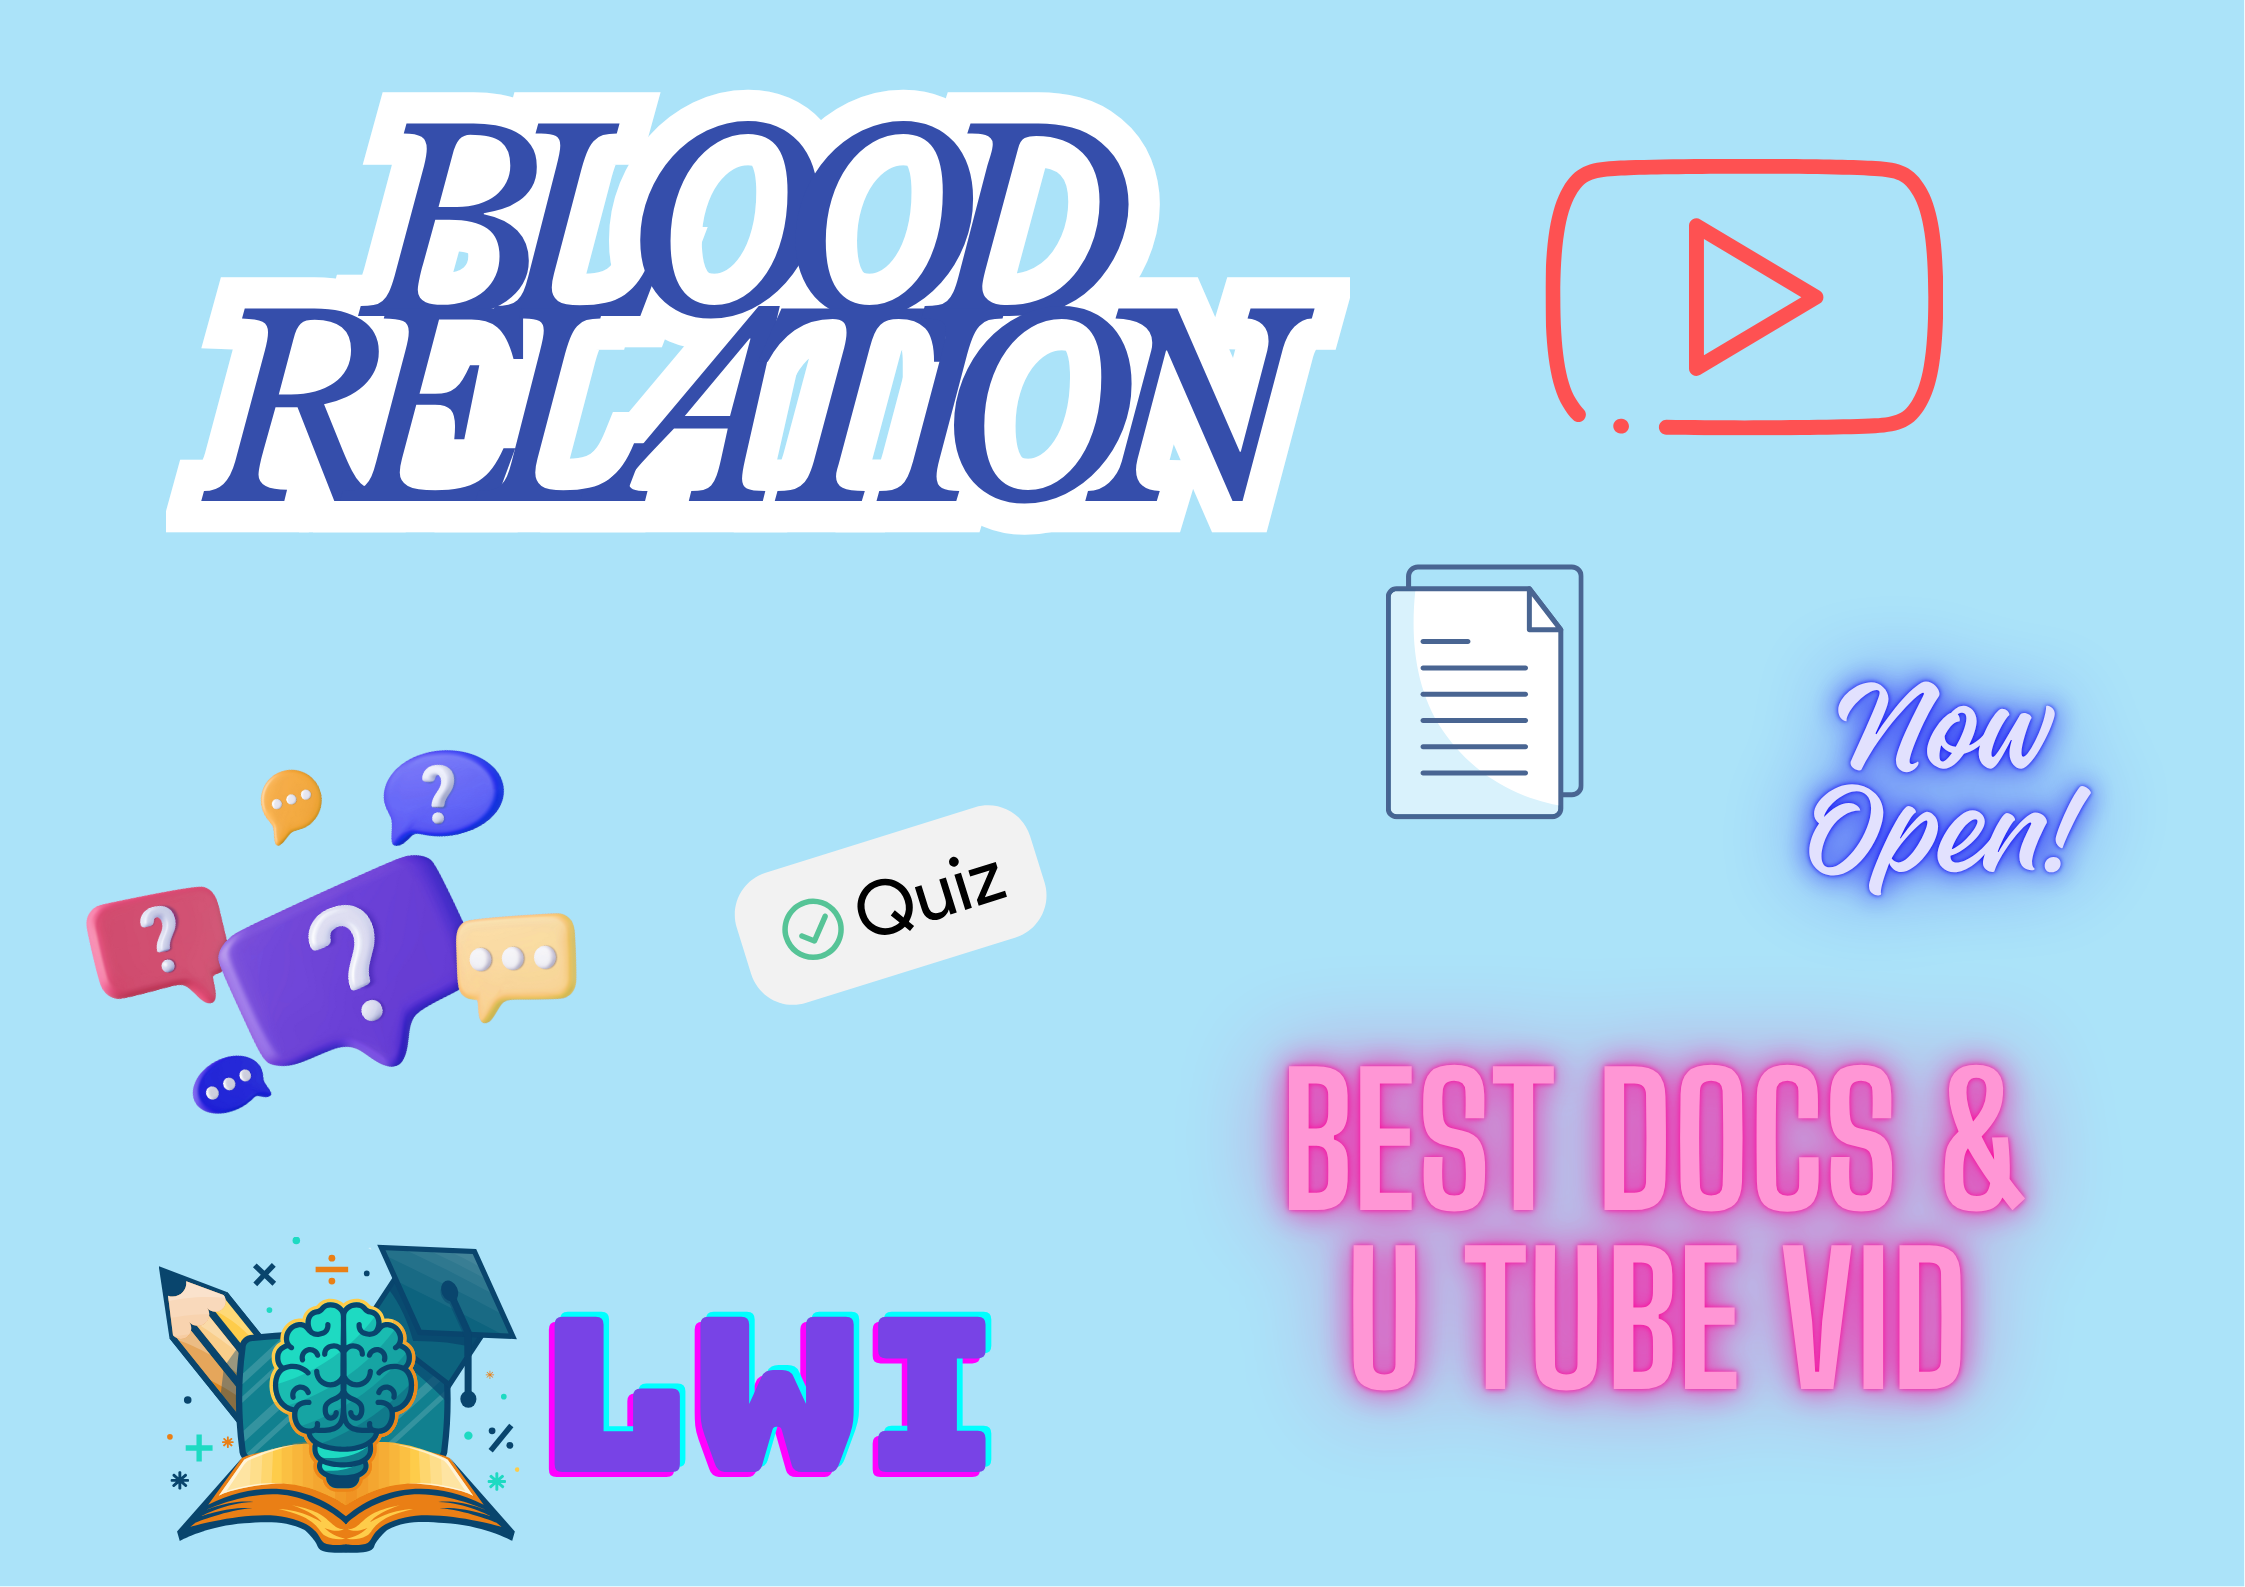 BLOOD
RELATION
Now
Open!
Quiz
BEST DOCS &
U TUBE VID
LWI